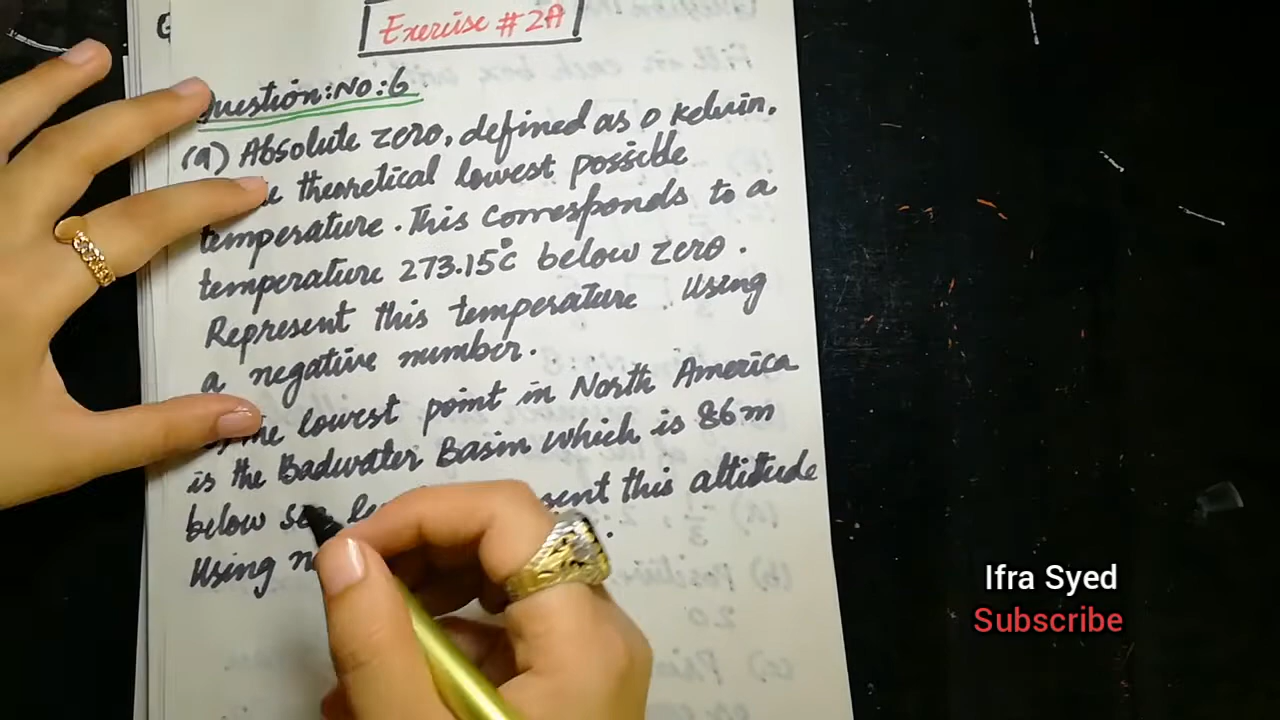 Exercise #2A
Question:No:6
(a) Absolute zero, defined as 0 kelvin.
theoretical lowest possible
temperature. This corresponds to a
temperature 273.15°c below zero.
Represent this temperature. Using
a negative number.
lowest point in North America
is the Badwater Basin which is 86m
below sea this altitude
Using
Ifra Syed
Subscribe